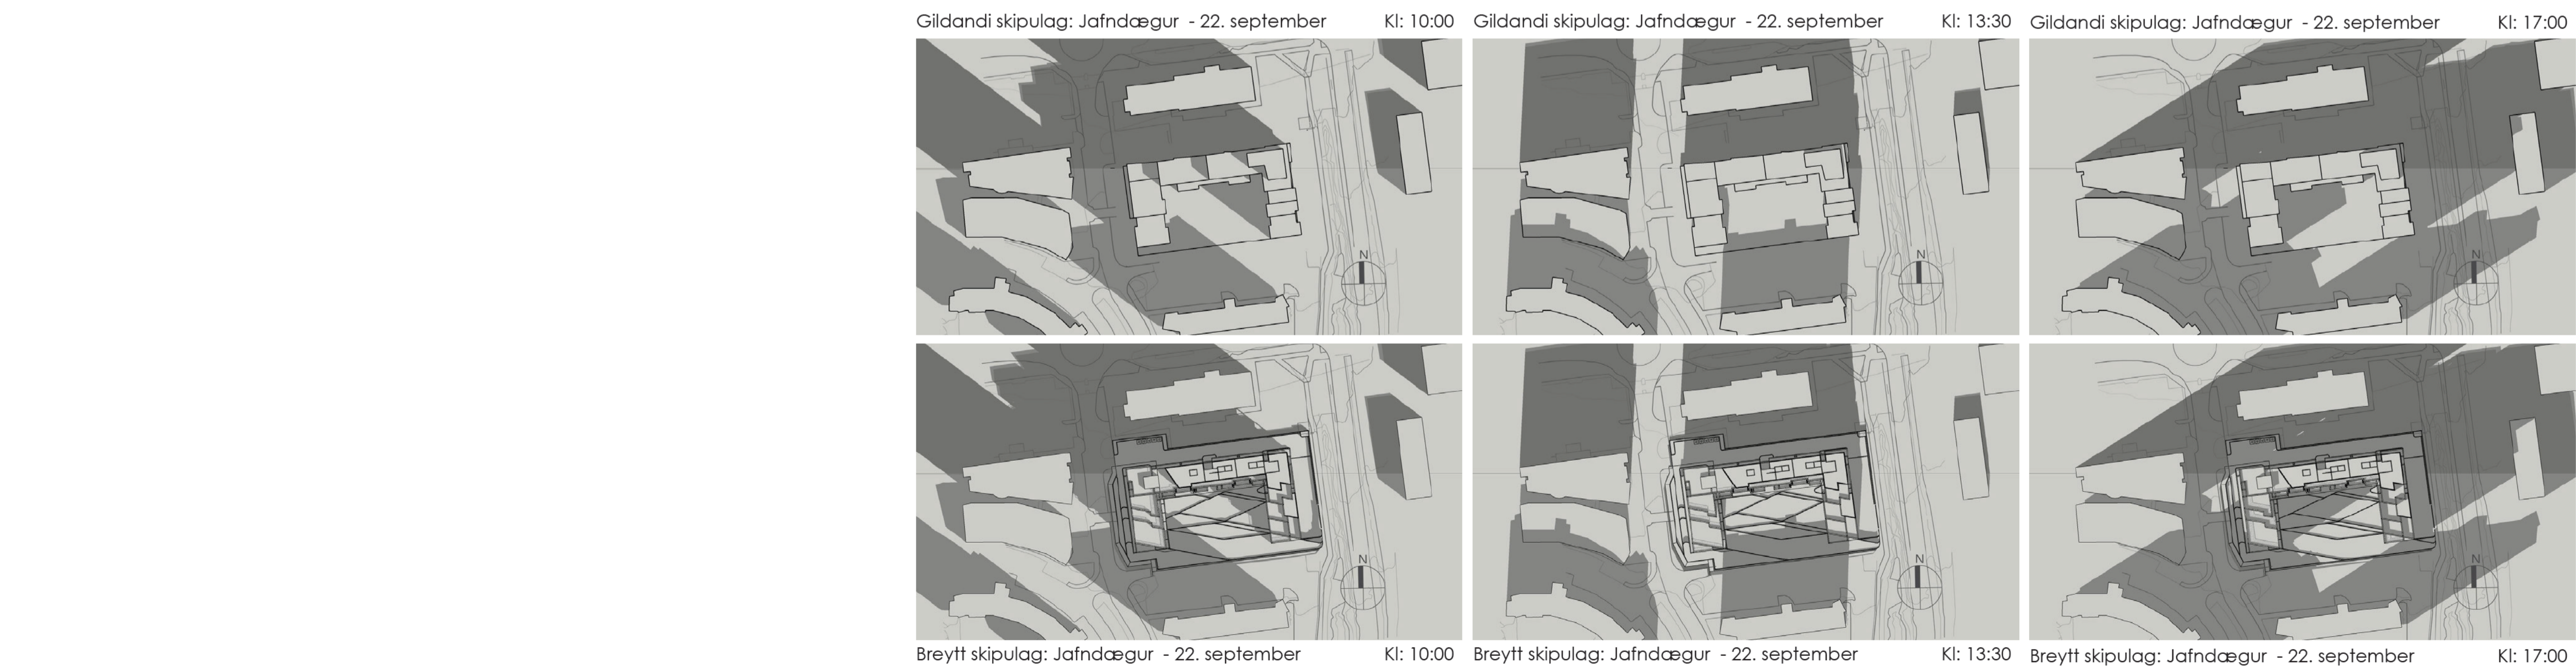 Gildandi skipulag: Jafndægur - 22. september Kl: 10:00
Gildandi skipulag: Jafndægur - 22. september Kl: 13:30
Gildandi skipulag: Jafndægur - 22. september Kl: 17:00
N
N
N
N
N
N
Breytt skipulag: Jafndægur - 22. september Kl: 10:00
Breytt skipulag: Jafndægur - 22. september Kl: 13:30
Breytt skipulag: Jafndægur - 22. september Kl: 17:00